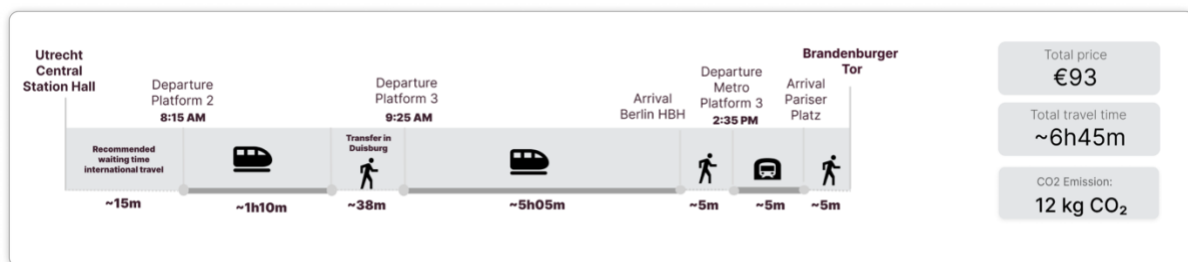 Utrecht
Central
Station Hall
Departure
Platform 2
8:15 AM
Departure
Platform 3
9:25 AM
Arrival
Berlin HBH
Departure
Metro
Platform 3
2:35 PM
Arrival
Pariser
Platz
Brandenburger
Tor
Recommended
waiting time
international travel
Transfer in
Duisburg
~15m
~1h10m
~38m
~5h05m
~5m
~5m
~5m
Total price
€93
Total travel time
~6h45m
CO2 Emission:
12 kg CO₂